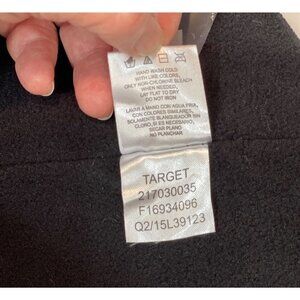 HAND WASH COLD
WITH LIKE COLORS,
ONLY NON-CHLORINE BLEACH
WHEN NEEDED,
LAY FLAT TO DRY
DO NOT IRON
LAVAR A MANO CON AGUA FRIA,
CON COLORES SIMILARES,
SOLAMENTE BLANQUEADOR SIN
CLORO, SI ES NECESARIO,
SECAR PLANO
NO PLANCHAR
TARGET
217030035
F16934096
Q2/15L39123